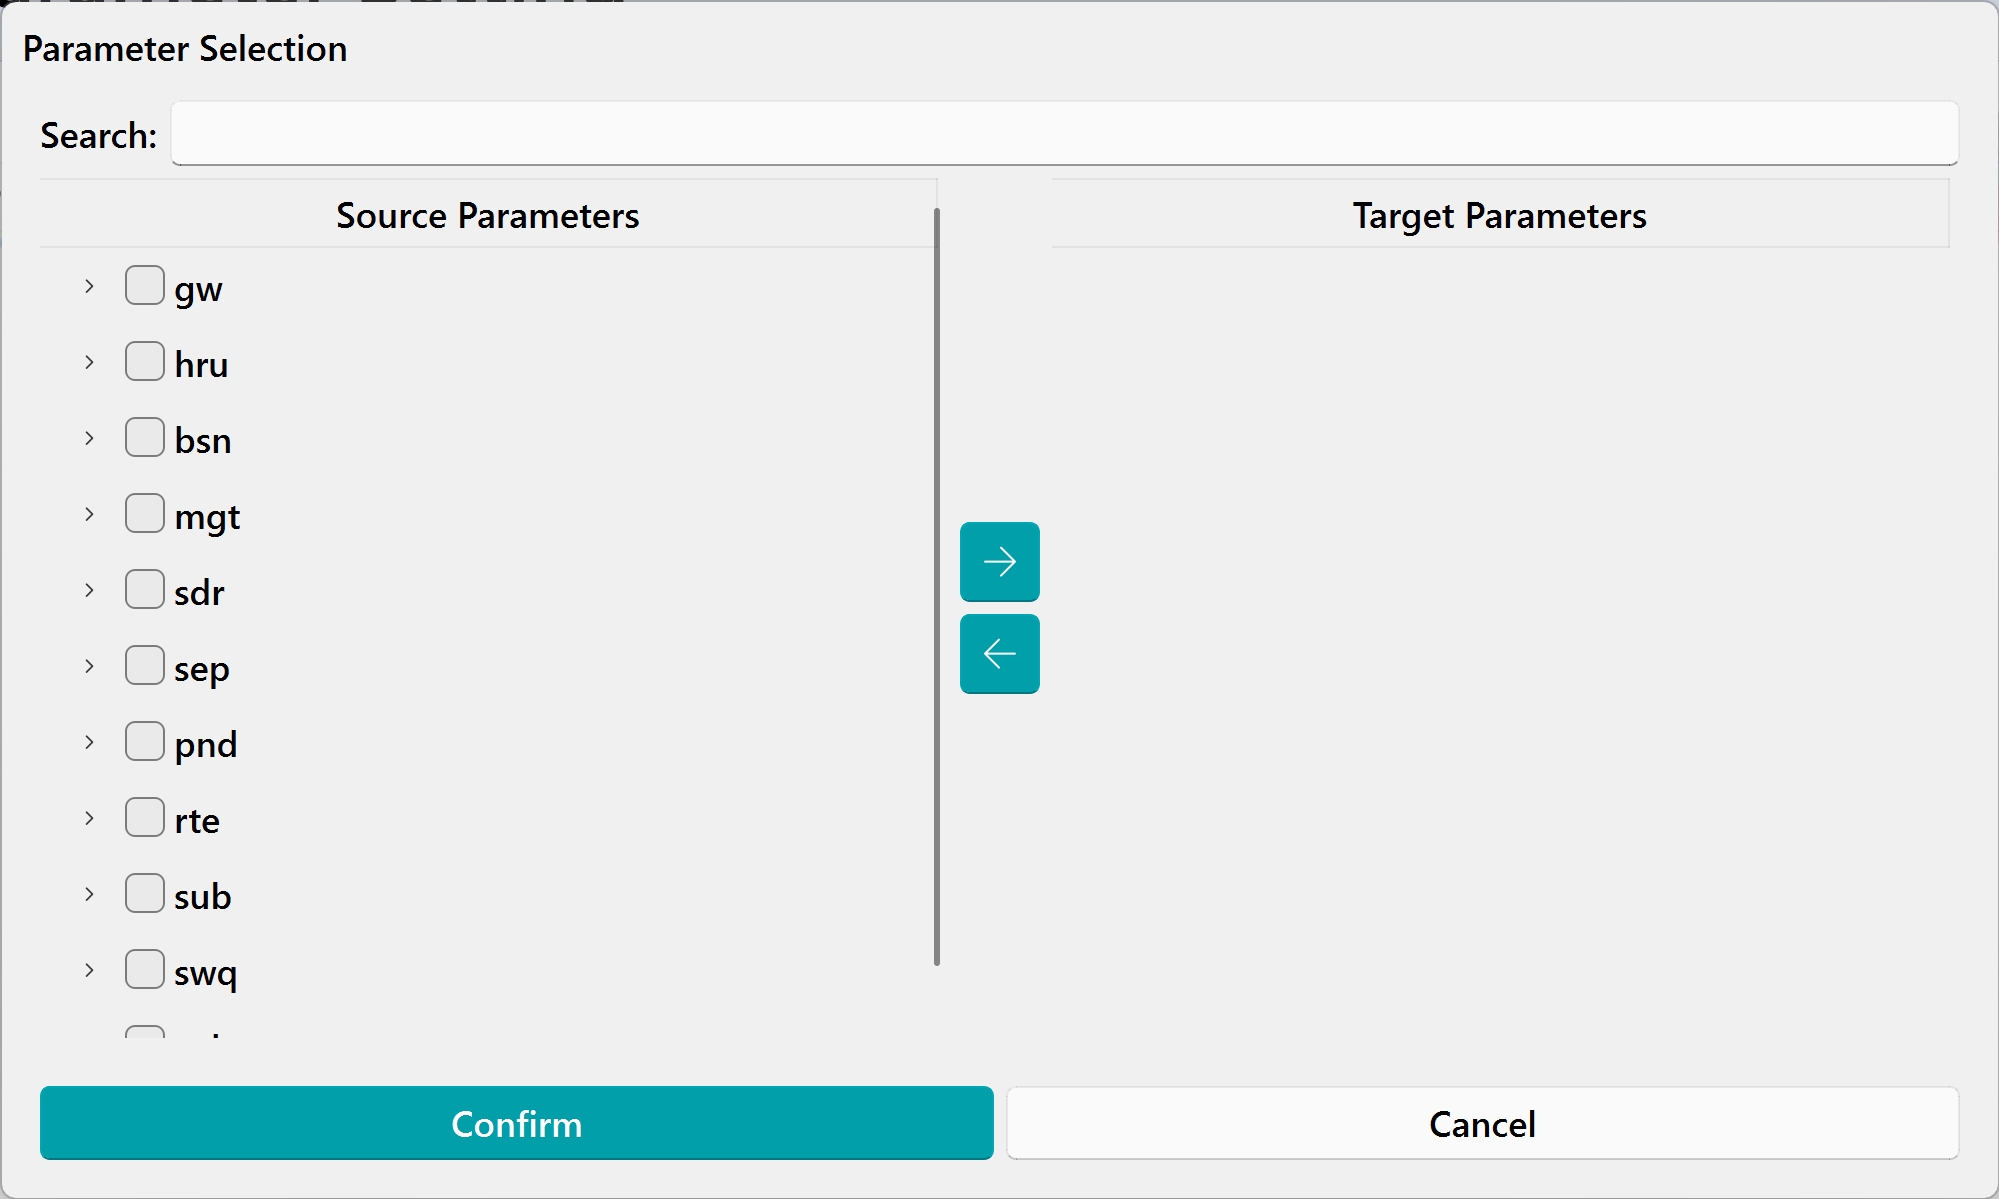 Parameter Selection
Search:
Source Parameters
Target Parameters
gw
hru
bsn
mgt
sdr
sep
pnd
rte
sub
swq
Confirm
Cancel